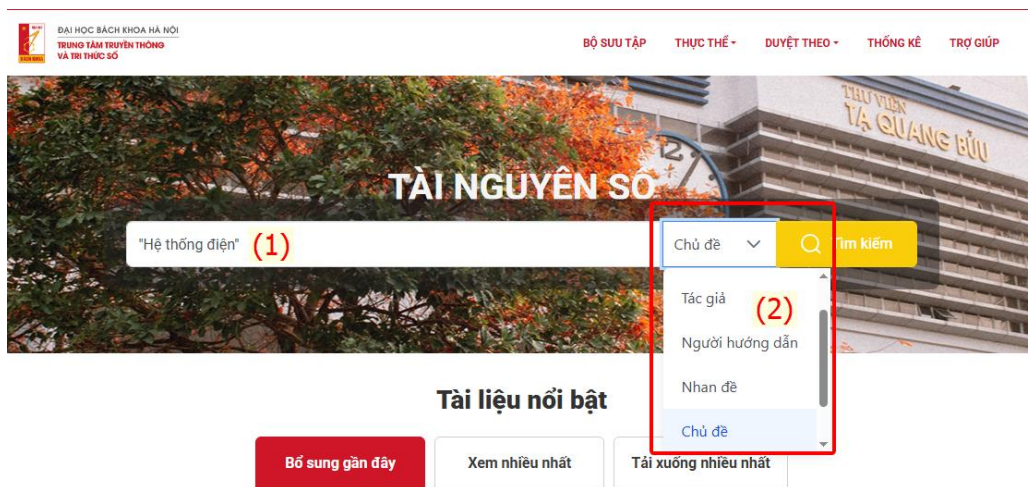 ĐẠI HỌC BÁCH KHOA HÀ NỘI
TRUNG TÂM TRUYỀN THÔNG
VÀ TRI THỨC SỐ
BÁCH KHOA
BỘ SƯU TẬP THỰC THỂ DUYỆT THEO THỐNG KÊ TRỢ GIÚP
THƯ VIỆN
TẠ QUANG BỬU
12
TÀI NGUYÊN SỐ
"Hệ thống điện" (1) Chủ đề Tìm kiếm
Tác giả
(2)
Người hướng dẫn
Nhan đề
Chủ đề
Tài liệu nổi bật
Bổ sung gần đây Xem nhiều nhất Tải xuống nhiều nhất